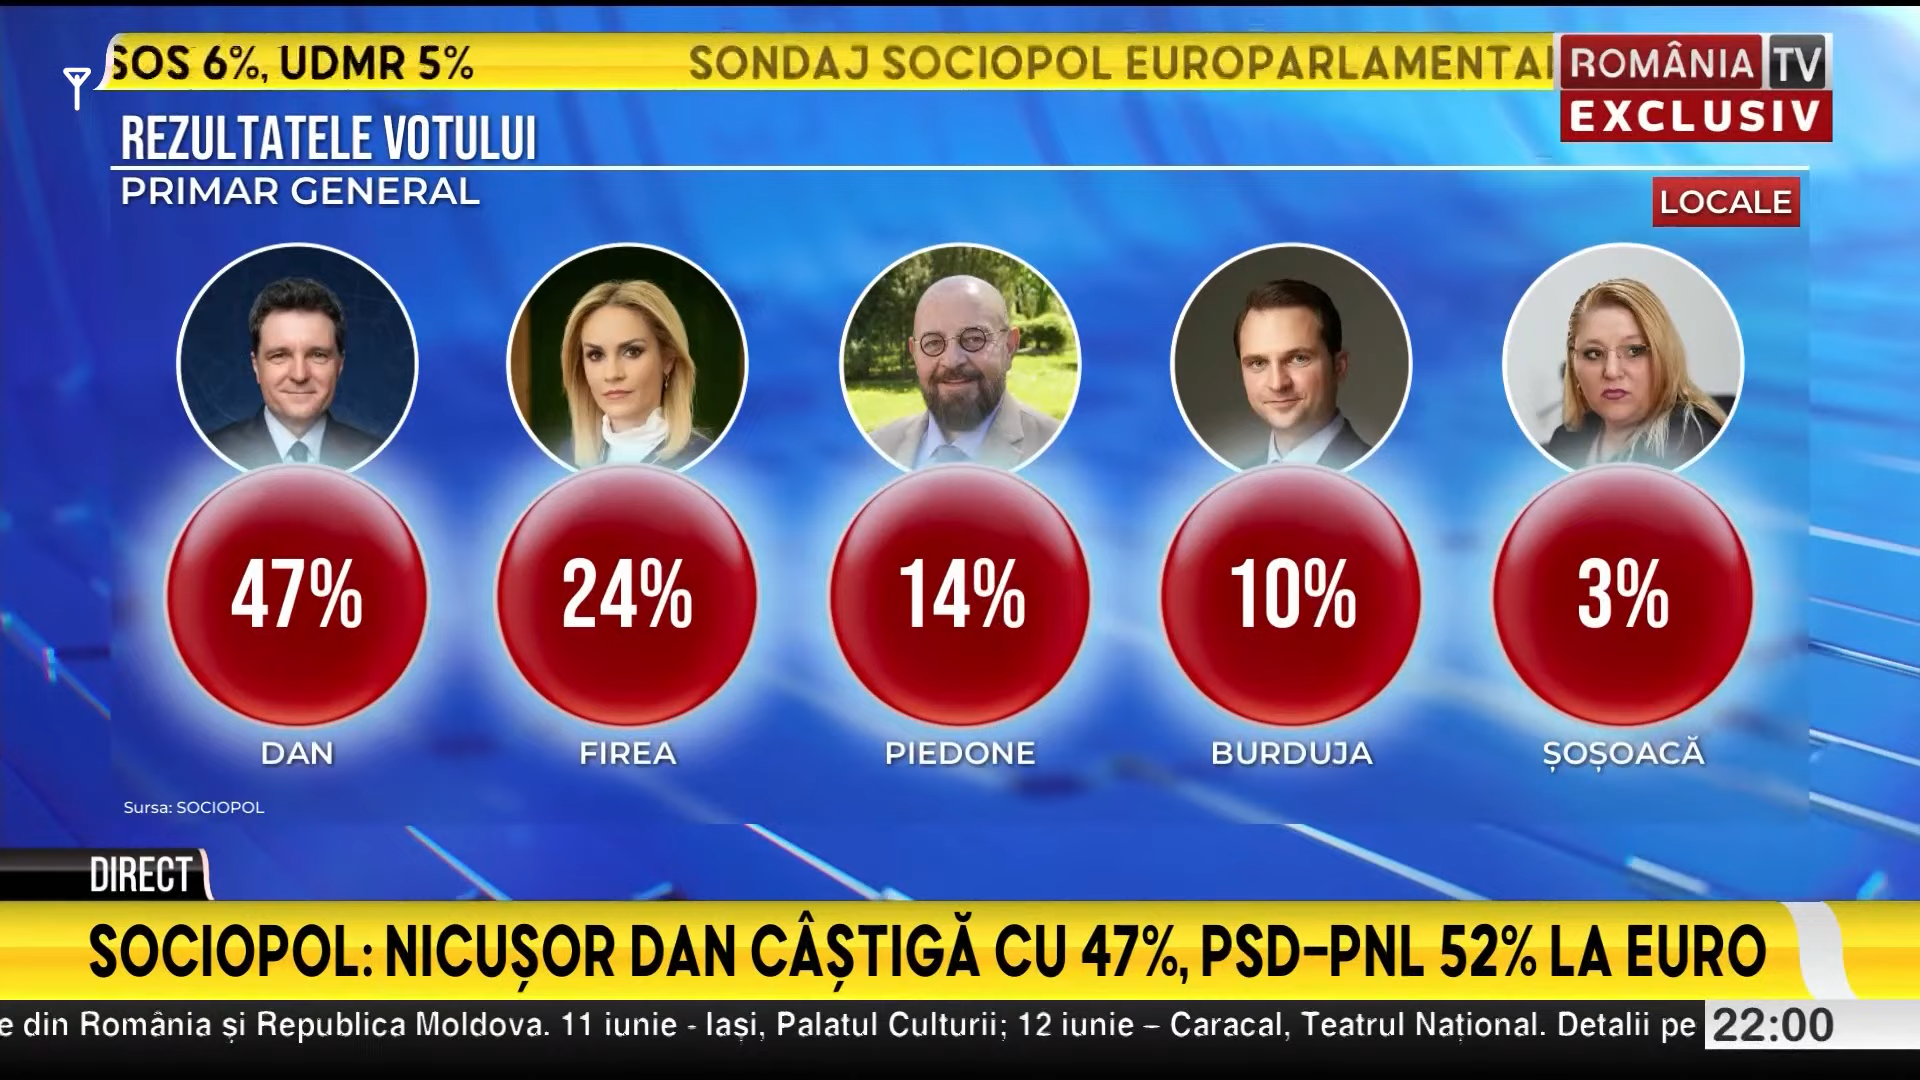 SOS 6%, UDMR 5% SONDAJ SOCIOPOL EUROPARLAMENTA
ROMÂNIA TV
EXCLUSIV
REZULTATELE VOTULUI
PRIMAR GENERAL
LOCALE
47% 24% 14% 10% 3%
DAN FIREA PIEDONE BURDUJA ȘOȘOACĂ
Sursa: SOCIOPOL
DIRECT
SOCIOPOL: NICUȘOR DAN CÂȘTIGĂ CU 47%, PSD-PNL 52% LA EURO
e din România și Republica Moldova. 11 iunie - Iași, Palatul Culturii; 12 iunie – Caracal, Teatrul Național. Detalii pe 22:00